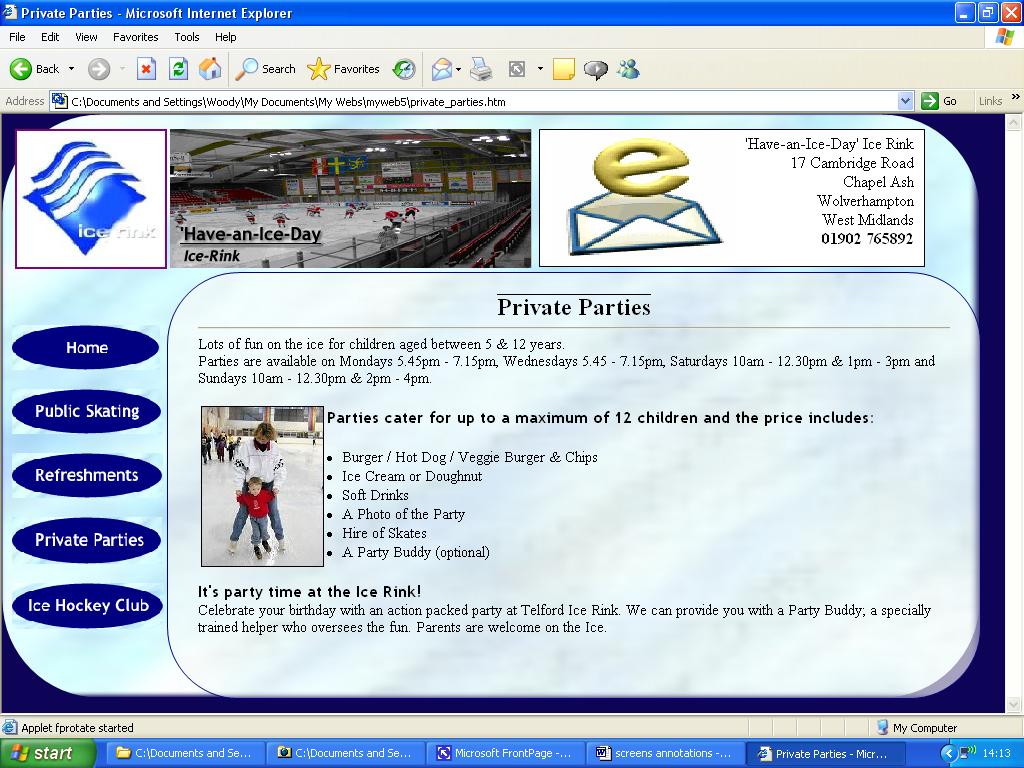 Private Parties - Microsoft Internet Explorer
File Edit View Favorites Tools Help
Back Search Favorites
Address C:\Documents and Settings\Woody\My Documents\My Webs\myweb5\private_parties.htm Go Links »
ice rink
'Have-an-Ice-Day
Ice-Rink
e
'Have-an-Ice-Day' Ice Rink
17 Cambridge Road
Chapel Ash
Wolverhampton
West Midlands
01902 765892
Home
Public Skating
Refreshments
Private Parties
Ice Hockey Club
Private Parties
Lots of fun on the ice for children aged between 5 & 12 years.
Parties are available on Mondays 5.45pm - 7.15pm, Wednesdays 5.45 - 7.15pm, Saturdays 10am - 12.30pm & 1pm - 3pm and
Sundays 10am - 12.30pm & 2pm - 4pm.
Parties cater for up to a maximum of 12 children and the price includes:
• Burger / Hot Dog / Veggie Burger & Chips
• Ice Cream or Doughnut
• Soft Drinks
• A Photo of the Party
• Hire of Skates
• A Party Buddy (optional)
It's party time at the Ice Rink!
Celebrate your birthday with an action packed party at Telford Ice Rink. We can provide you with a Party Buddy; a specially
trained helper who oversees the fun. Parents are welcome on the Ice.
Applet fprotate started My Computer
start C:\Documents and Se... C:\Documents and Se... Microsoft FrontPage -... screens annotations -... Private Parties - Micr... 14:13